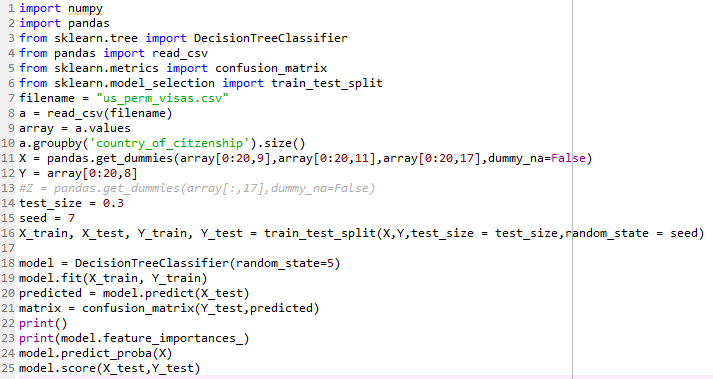 1 import numpy
2 import pandas
3 from sklearn.tree import DecisionTreeClassifier
4 from pandas import read_csv
5 from sklearn.metrics import confusion_matrix
6 from sklearn.model_selection import train_test_split
7 filename = "us_perm_visas.csv"
8 a = read_csv(filename)
9 array = a.values
10 a.groupby('country_of_citzenship').size()
11 X = pandas.get_dummies(array[0:20,9],array[0:20,11],array[0:20,17],dummy_na=False)
12 Y = array[0:20,8]
13 #Z = pandas.get_dummies(array[:,17],dummy_na=False)
14 test_size = 0.3
15 seed = 7
16 X_train, X_test, Y_train, Y_test = train_test_split(X,Y,test_size = test_size,random_state = seed)
17
18 model = DecisionTreeClassifier(random_state=5)
19 model.fit(X_train, Y_train)
20 predicted = model.predict(X_test)
21 matrix = confusion_matrix(Y_test,predicted)
22 print()
23 print(model.feature_importances_)
24 model.predict_proba(X)
25 model.score(X_test,Y_test)